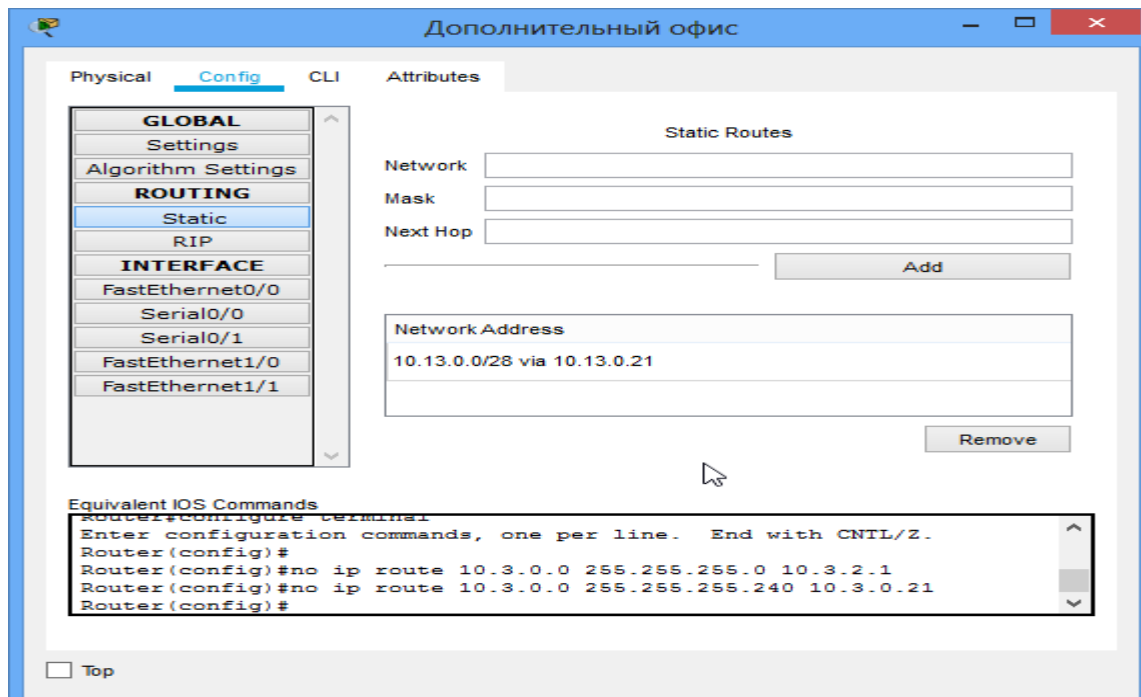 Дополнительный офис
Physical Config CLI Attributes
GLOBAL
Settings
Algorithm Settings
ROUTING
Static
RIP
INTERFACE
FastEthernet0/0
Serial0/0
Serial0/1
FastEthernet1/0
FastEthernet1/1
Static Routes
Network
Mask
Next Hop
Add
Network Address
10.13.0.0/28 via 10.13.0.21
Remove
Equivalent IOS Commands
Router#configure terminal
Enter configuration commands, one per line. End with CNTL/Z.
Router(config)#
Router(config)#no ip route 10.3.0.0 255.255.255.0 10.3.2.1
Router(config)#no ip route 10.3.0.0 255.255.255.240 10.3.0.21
Router(config)#
Top